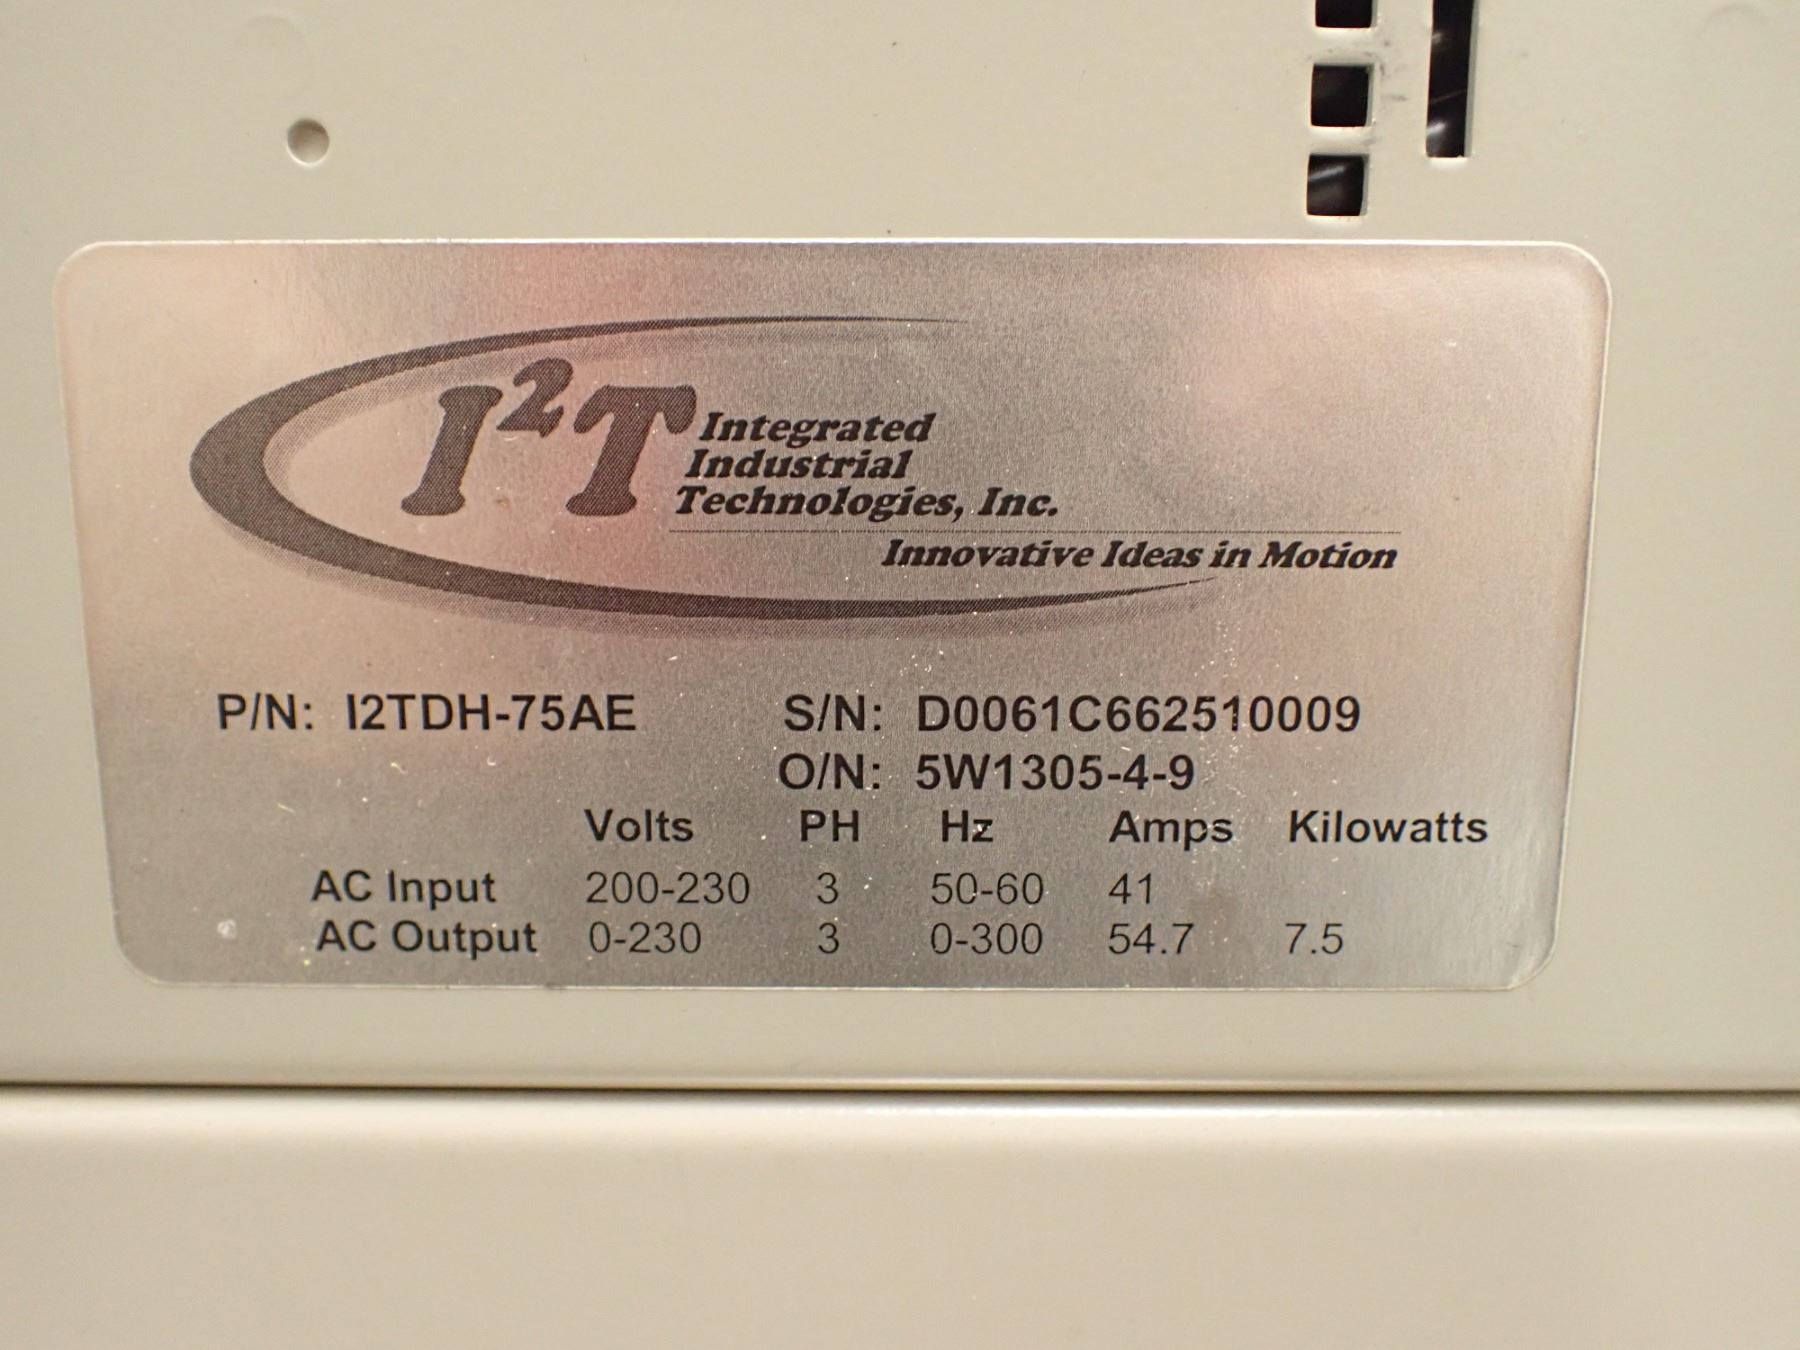 I²T
Integrated
Industrial
Technologies, Inc.
Innovative Ideas in Motion
P/N: I2TDH-75AE S/N: D0061C662510009
O/N: 5W1305-4-9
Volts PH Hz Amps Kilowatts
AC Input 200-230 3 50-60 41
AC Output 0-230 3 0-300 54.7 7.5